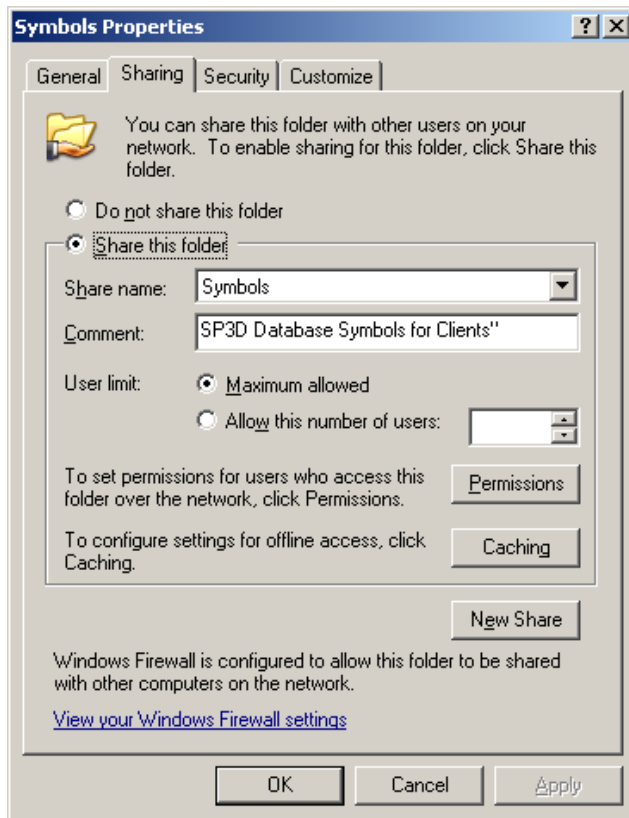 Symbols Properties
General Sharing Security Customize
You can share this folder with other users on your
network. To enable sharing for this folder, click Share this
folder.
Do not share this folder
Share this folder
Share name: Symbols
Comment: SP3D Database Symbols for Clients"
User limit: Maximum allowed
Allow this number of users:
To set permissions for users who access this
folder over the network, click Permissions.
Permissions
To configure settings for offline access, click
Caching.
Caching
New Share
Windows Firewall is configured to allow this folder to be shared
with other computers on the network.
View your Windows Firewall settings
OK Cancel Apply